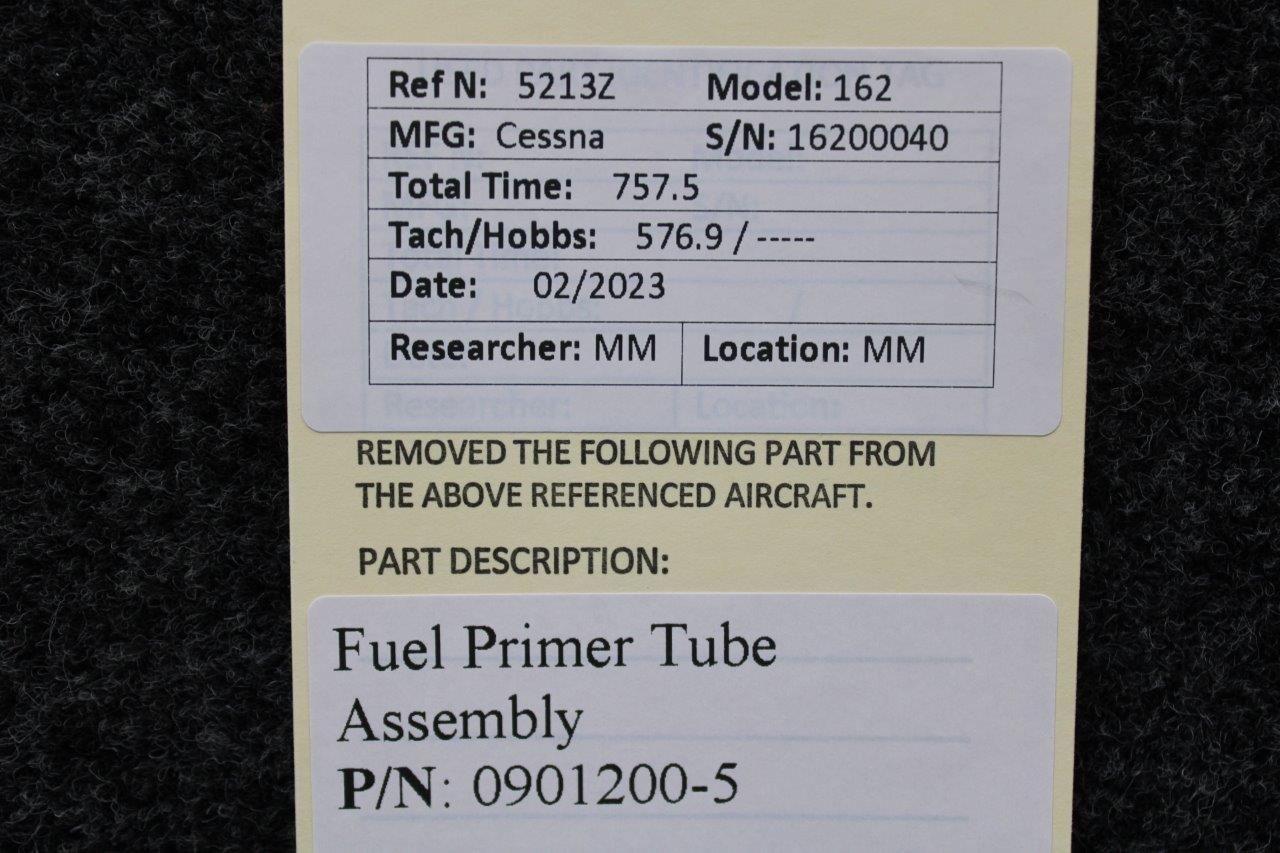 Ref N: 5213Z Model: 162
MFG: Cessna S/N: 16200040
Total Time: 757.5
Tach/Hobbs: 576.9 / -----
Date: 02/2023
Researcher: MM Location: MM
Researcher: Location:
REMOVED THE FOLLOWING PART FROM
THE ABOVE REFERENCED AIRCRAFT.
PART DESCRIPTION:
Fuel Primer Tube
Assembly
P/N: 0901200-5